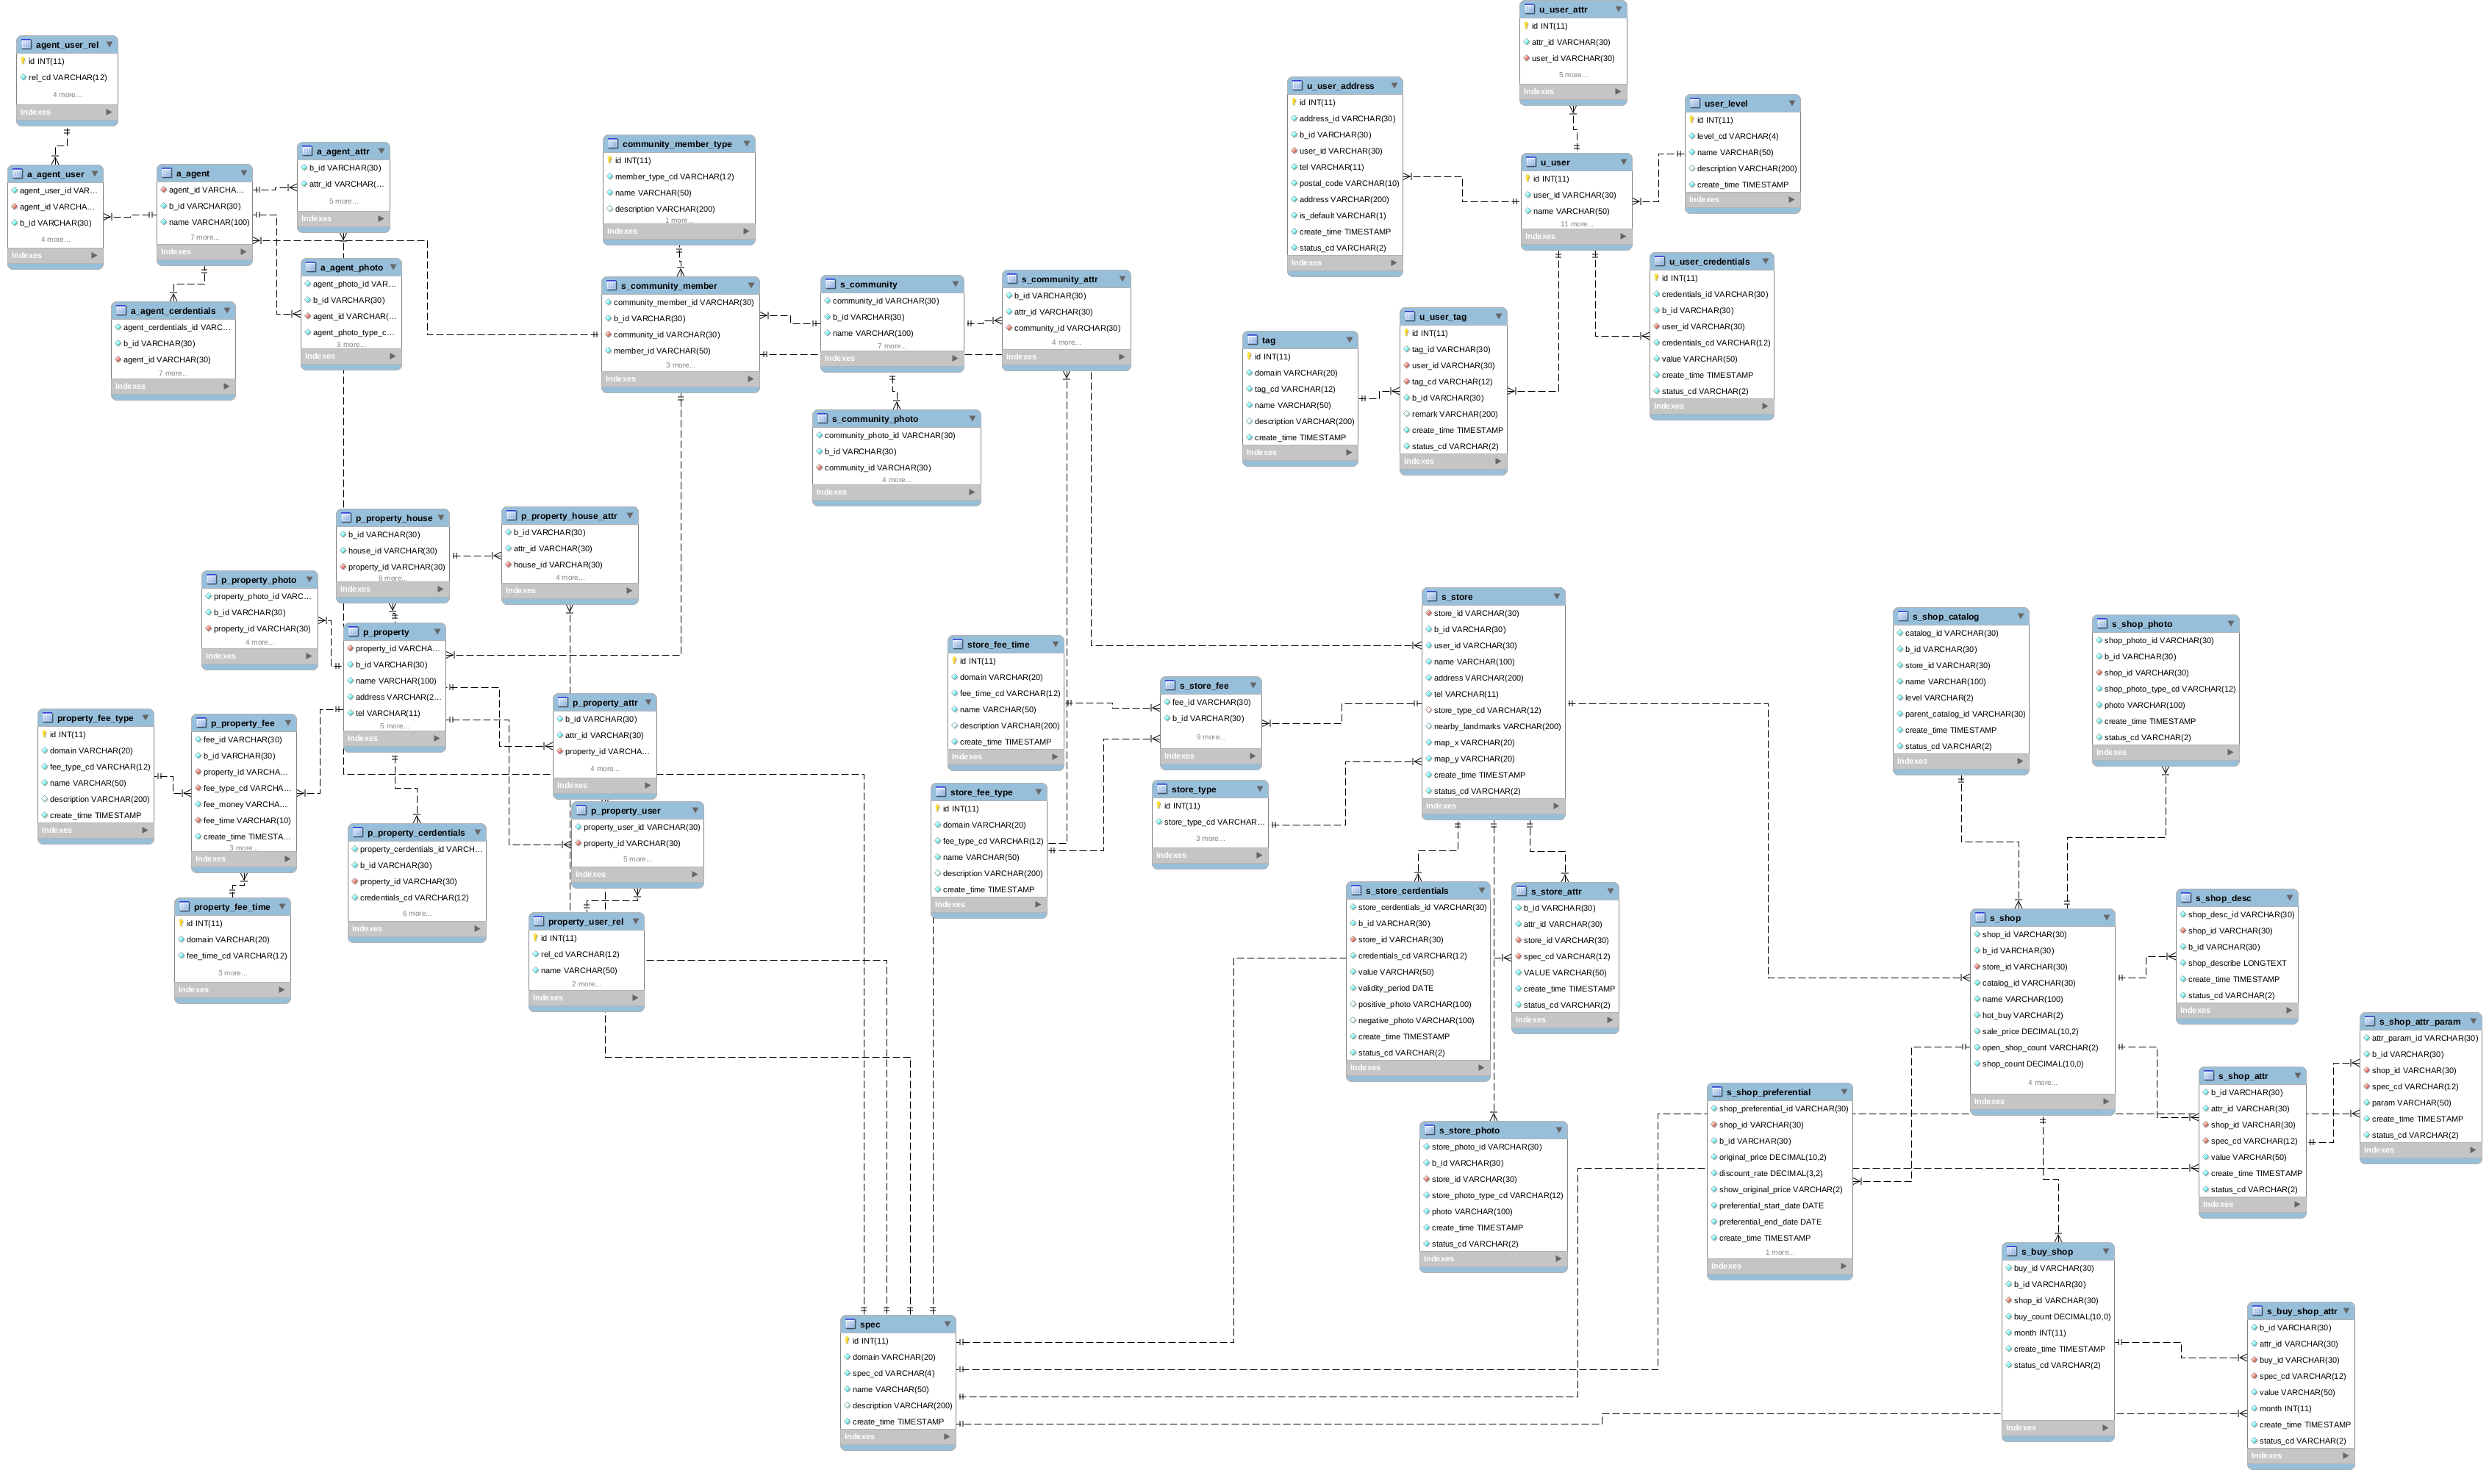 u_user_attr
id INT(11)
attr_id VARCHAR(30)
user_id VARCHAR(30)
5 more...
Indexes
agent_user_rel
id INT(11)
rel_cd VARCHAR(12)
4 more...
Indexes
u_user_address
id INT(11)
address_id VARCHAR(30)
b_id VARCHAR(30)
user_id VARCHAR(30)
tel VARCHAR(11)
postal_code VARCHAR(10)
address VARCHAR(200)
is_default VARCHAR(1)
create_time TIMESTAMP
status_cd VARCHAR(2)
Indexes
user_level
id INT(11)
level_cd VARCHAR(4)
name VARCHAR(50)
description VARCHAR(200)
create_time TIMESTAMP
Indexes
a_agent_user
agent_user_id VAR...
agent_id VARCHA...
b_id VARCHAR(30)
4 more...
Indexes
a_agent
agent_id VARCHA...
b_id VARCHAR(30)
name VARCHAR(100)
7 more...
Indexes
a_agent_attr
b_id VARCHAR(30)
attr_id VARCHAR(...
5 more...
Indexes
community_member_type
id INT(11)
member_type_cd VARCHAR(12)
name VARCHAR(50)
description VARCHAR(200)
1 more...
Indexes
u_user
id INT(11)
user_id VARCHAR(30)
name VARCHAR(50)
11 more...
Indexes
a_agent_photo
agent_photo_id VAR...
b_id VARCHAR(30)
agent_id VARCHAR(...
agent_photo_type_c...
3 more...
Indexes
a_agent_cerdentials
agent_cerdentials_id VARC...
b_id VARCHAR(30)
agent_id VARCHAR(30)
7 more...
Indexes
s_community_member
community_member_id VARCHAR(30)
b_id VARCHAR(30)
community_id VARCHAR(30)
member_id VARCHAR(50)
3 more...
Indexes
s_community
community_id VARCHAR(30)
b_id VARCHAR(30)
name VARCHAR(100)
7 more...
Indexes
s_community_attr
b_id VARCHAR(30)
attr_id VARCHAR(30)
community_id VARCHAR(30)
4 more...
Indexes
u_user_credentials
id INT(11)
credentials_id VARCHAR(30)
b_id VARCHAR(30)
user_id VARCHAR(30)
credentials_cd VARCHAR(12)
value VARCHAR(50)
create_time TIMESTAMP
status_cd VARCHAR(2)
Indexes
tag
id INT(11)
domain VARCHAR(20)
tag_cd VARCHAR(12)
name VARCHAR(50)
description VARCHAR(200)
create_time TIMESTAMP
Indexes
u_user_tag
id INT(11)
tag_id VARCHAR(30)
user_id VARCHAR(30)
tag_cd VARCHAR(12)
b_id VARCHAR(30)
remark VARCHAR(200)
create_time TIMESTAMP
status_cd VARCHAR(2)
Indexes
s_community_photo
community_photo_id VARCHAR(30)
b_id VARCHAR(30)
community_id VARCHAR(30)
4 more...
Indexes
p_property_house
b_id VARCHAR(30)
house_id VARCHAR(30)
property_id VARCHAR(30)
8 more...
Indexes
p_property_house_attr
b_id VARCHAR(30)
attr_id VARCHAR(30)
house_id VARCHAR(30)
4 more...
Indexes
p_property_photo
property_photo_id VARC...
b_id VARCHAR(30)
property_id VARCHAR(30)
4 more...
Indexes
p_property
property_id VARCHA...
b_id VARCHAR(30)
name VARCHAR(100)
address VARCHAR(2...
tel VARCHAR(11)
5 more...
Indexes
s_store
store_id VARCHAR(30)
b_id VARCHAR(30)
user_id VARCHAR(30)
name VARCHAR(100)
address VARCHAR(200)
tel VARCHAR(11)
store_type_cd VARCHAR(12)
nearby_landmarks VARCHAR(200)
map_x VARCHAR(20)
map_y VARCHAR(20)
create_time TIMESTAMP
status_cd VARCHAR(2)
Indexes
s_shop_catalog
catalog_id VARCHAR(30)
b_id VARCHAR(30)
store_id VARCHAR(30)
name VARCHAR(100)
level VARCHAR(2)
parent_catalog_id VARCHAR(30)
create_time TIMESTAMP
status_cd VARCHAR(2)
Indexes
s_shop_photo
shop_photo_id VARCHAR(30)
b_id VARCHAR(30)
shop_id VARCHAR(30)
shop_photo_type_cd VARCHAR(12)
photo VARCHAR(100)
create_time TIMESTAMP
status_cd VARCHAR(2)
Indexes
store_fee_time
id INT(11)
domain VARCHAR(20)
fee_time_cd VARCHAR(12)
name VARCHAR(50)
description VARCHAR(200)
create_time TIMESTAMP
Indexes
s_store_fee
fee_id VARCHAR(30)
b_id VARCHAR(30)
9 more...
Indexes
property_fee_type
id INT(11)
domain VARCHAR(20)
fee_type_cd VARCHAR(12)
name VARCHAR(50)
description VARCHAR(200)
create_time TIMESTAMP
Indexes
p_property_fee
fee_id VARCHAR(30)
b_id VARCHAR(30)
property_id VARCHA...
fee_type_cd VARCHA...
fee_money VARCHA...
fee_time VARCHAR(10)
create_time TIMESTA...
3 more...
Indexes
p_property_attr
b_id VARCHAR(30)
attr_id VARCHAR(30)
property_id VARCHA...
4 more...
Indexes
p_property_user
property_user_id VARCHAR(30)
property_id VARCHAR(30)
5 more...
Indexes
store_fee_type
id INT(11)
domain VARCHAR(20)
fee_type_cd VARCHAR(12)
name VARCHAR(50)
description VARCHAR(200)
create_time TIMESTAMP
Indexes
store_type
id INT(11)
store_type_cd VARCHAR...
3 more...
Indexes
p_property_cerdentials
property_cerdentials_id VARCH...
b_id VARCHAR(30)
property_id VARCHAR(30)
credentials_cd VARCHAR(12)
6 more...
Indexes
property_fee_time
id INT(11)
domain VARCHAR(20)
fee_time_cd VARCHAR(12)
3 more...
Indexes
property_user_rel
id INT(11)
rel_cd VARCHAR(12)
name VARCHAR(50)
2 more...
Indexes
s_store_cerdentials
store_cerdentials_id VARCHAR(30)
b_id VARCHAR(30)
store_id VARCHAR(30)
credentials_cd VARCHAR(12)
value VARCHAR(50)
validity_period DATE
positive_photo VARCHAR(100)
negative_photo VARCHAR(100)
create_time TIMESTAMP
status_cd VARCHAR(2)
Indexes
s_store_attr
b_id VARCHAR(30)
attr_id VARCHAR(30)
store_id VARCHAR(30)
spec_cd VARCHAR(12)
VALUE VARCHAR(50)
create_time TIMESTAMP
status_cd VARCHAR(2)
Indexes
s_shop
shop_id VARCHAR(30)
b_id VARCHAR(30)
store_id VARCHAR(30)
catalog_id VARCHAR(30)
name VARCHAR(100)
hot_buy VARCHAR(2)
sale_price DECIMAL(10,2)
open_shop_count VARCHAR(2)
shop_count DECIMAL(10,0)
4 more...
Indexes
s_shop_desc
shop_desc_id VARCHAR(30)
shop_id VARCHAR(30)
b_id VARCHAR(30)
shop_describe LONGTEXT
create_time TIMESTAMP
status_cd VARCHAR(2)
Indexes
s_shop_attr_param
attr_param_id VARCHAR(30)
b_id VARCHAR(30)
shop_id VARCHAR(30)
spec_cd VARCHAR(12)
param VARCHAR(50)
create_time TIMESTAMP
status_cd VARCHAR(2)
Indexes
s_shop_attr
b_id VARCHAR(30)
attr_id VARCHAR(30)
shop_id VARCHAR(30)
spec_cd VARCHAR(12)
value VARCHAR(50)
create_time TIMESTAMP
status_cd VARCHAR(2)
Indexes
s_shop_preferential
shop_preferential_id VARCHAR(30)
shop_id VARCHAR(30)
b_id VARCHAR(30)
original_price DECIMAL(10,2)
discount_rate DECIMAL(3,2)
show_original_price VARCHAR(2)
preferential_start_date DATE
preferential_end_date DATE
create_time TIMESTAMP
1 more...
Indexes
s_store_photo
store_photo_id VARCHAR(30)
b_id VARCHAR(30)
store_id VARCHAR(30)
store_photo_type_cd VARCHAR(12)
photo VARCHAR(100)
create_time TIMESTAMP
status_cd VARCHAR(2)
Indexes
s_buy_shop
buy_id VARCHAR(30)
b_id VARCHAR(30)
shop_id VARCHAR(30)
buy_count DECIMAL(10,0)
month INT(11)
create_time TIMESTAMP
status_cd VARCHAR(2)
Indexes
s_buy_shop_attr
b_id VARCHAR(30)
attr_id VARCHAR(30)
buy_id VARCHAR(30)
spec_cd VARCHAR(12)
value VARCHAR(50)
month INT(11)
create_time TIMESTAMP
status_cd VARCHAR(2)
Indexes
spec
id INT(11)
domain VARCHAR(20)
spec_cd VARCHAR(4)
name VARCHAR(50)
description VARCHAR(200)
create_time TIMESTAMP
Indexes